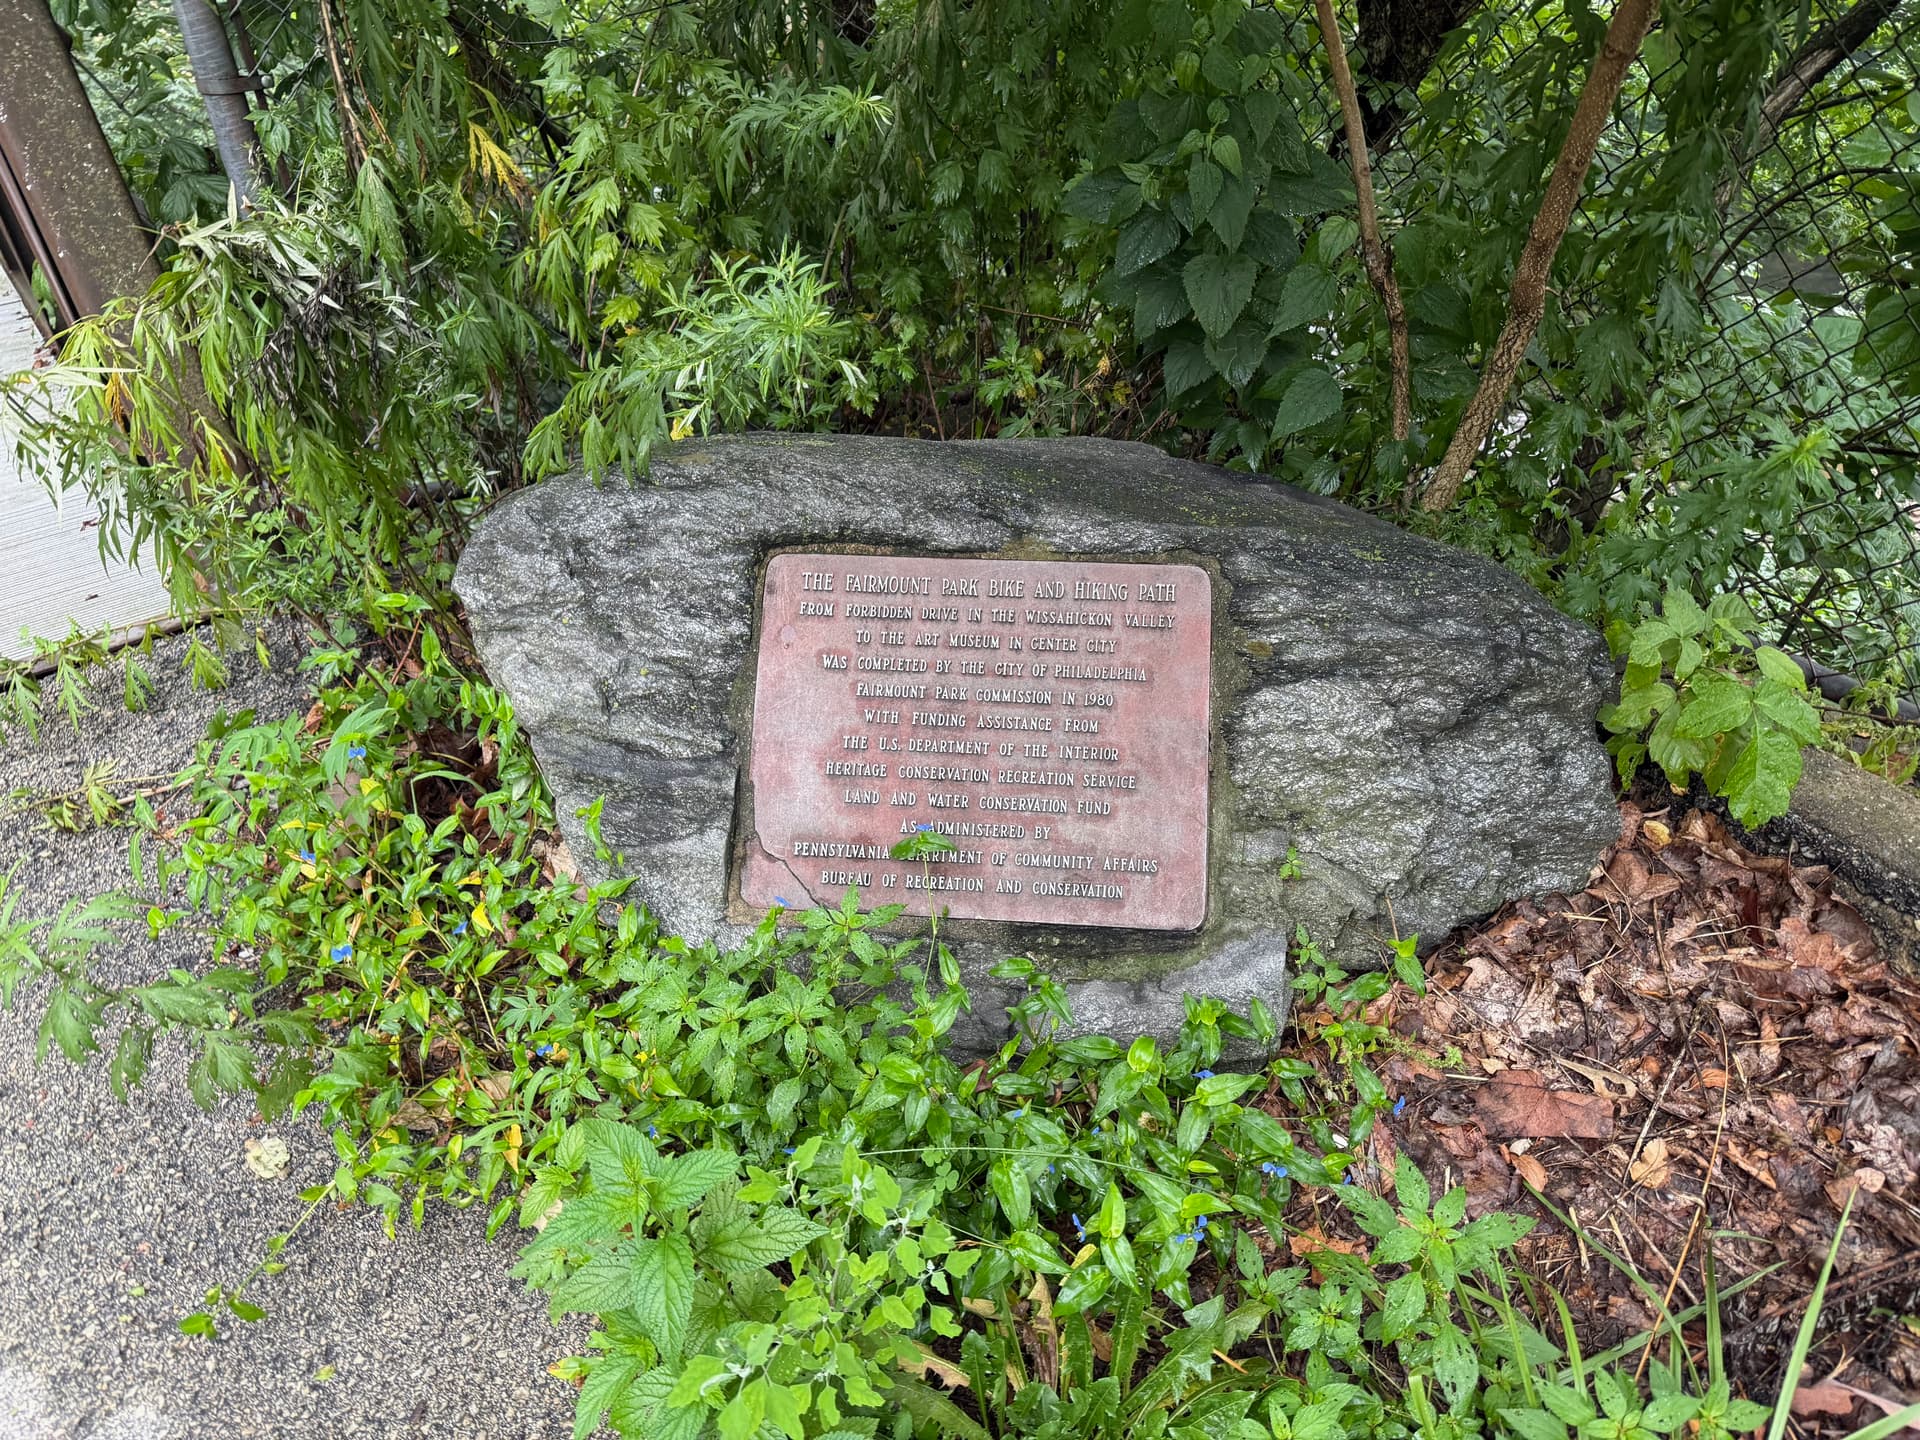 THE FAIRMOUNT PARK BIKE AND HIKING PATH
FROM FORBIDDEN DRIVE IN THE WISSAHICKON VALLEY
TO THE ART MUSEUM IN CENTER CITY
WAS COMPLETED BY THE CITY OF PHILADELPHIA
FAIRMOUNT PARK COMMISSION IN 1980
WITH FUNDING ASSISTANCE FROM
THE U.S. DEPARTMENT OF THE INTERIOR
HERITAGE CONSERVATION RECREATION SERVICE
LAND AND WATER CONSERVATION FUND
AS ADMINISTERED BY
PENNSYLVANIA DEPARTMENT OF COMMUNITY AFFAIRS
BUREAU OF RECREATION AND CONSERVATION